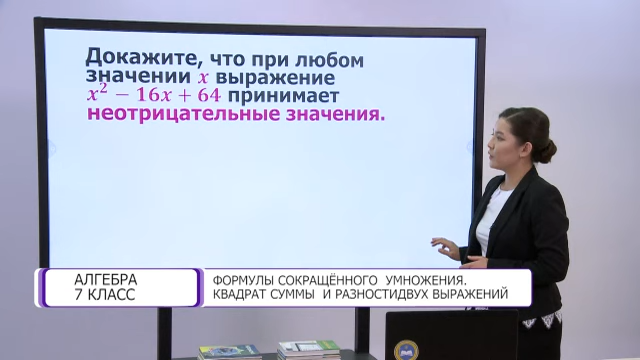 Докажите, что при любом
значении x выражение
x² − 16x + 64 принимает
неотрицательные значения.
АЛГЕБРА
7 КЛАСС
ФОРМУЛЫ СОКРАЩЁННОГО УМНОЖЕНИЯ.
КВАДРАТ СУММЫ И РАЗНОСТИДВУХ ВЫРАЖЕНИЙ